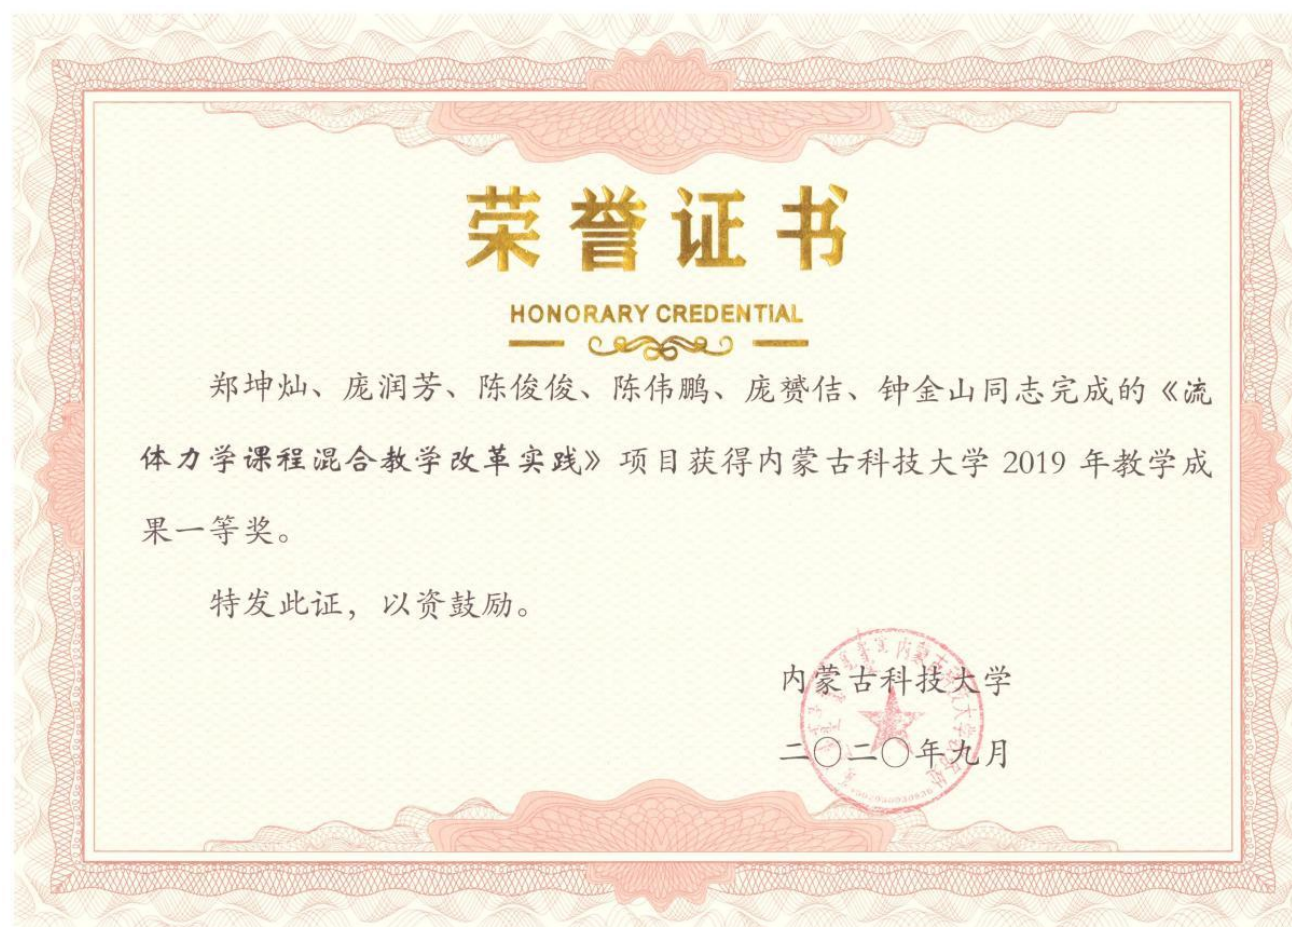 荣誉证书
HONORARY CREDENTIAL
郑坤灿、庞润芳、陈俊俊、陈伟鹏、庞赟佶、钟金山同志完成的《流
体力学课程混合教学改革实践》项目获得内蒙古科技大学 2019 年教学成
果一等奖。
特发此证，以资鼓励。
内蒙古科技大学
二〇二〇年九月